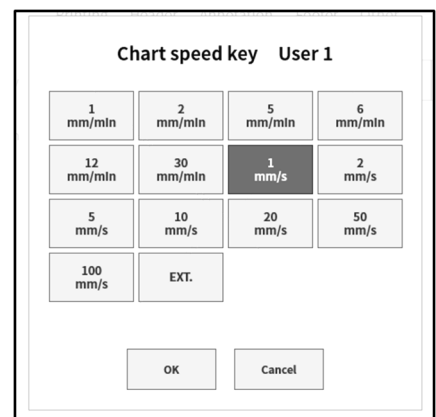 Chart speed key User 1
1 2 5 6
mm/min mm/min mm/min mm/min
12 30 1 2
mm/min mm/min mm/s mm/s
5 10 20 50
mm/s mm/s mm/s mm/s
100
mm/s EXT.
OK Cancel